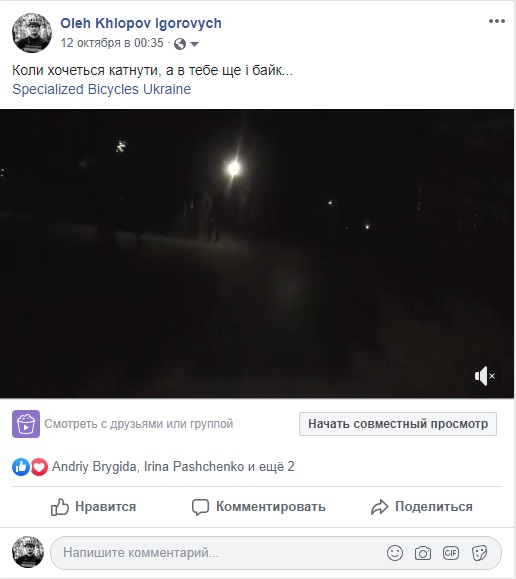 Oleh Khlopov Igorovych
12 октября в 00:35 ·
Коли хочеться катнути, а в тебе ще і байк...
Specialized Bicycles Ukraine
Смотреть с друзьями или группой
Начать совместный просмотр
Andriy Brygida, Irina Pashchenko и ещё 2
Нравится
Комментировать
Поделиться
Напишите комментарий...
GIF